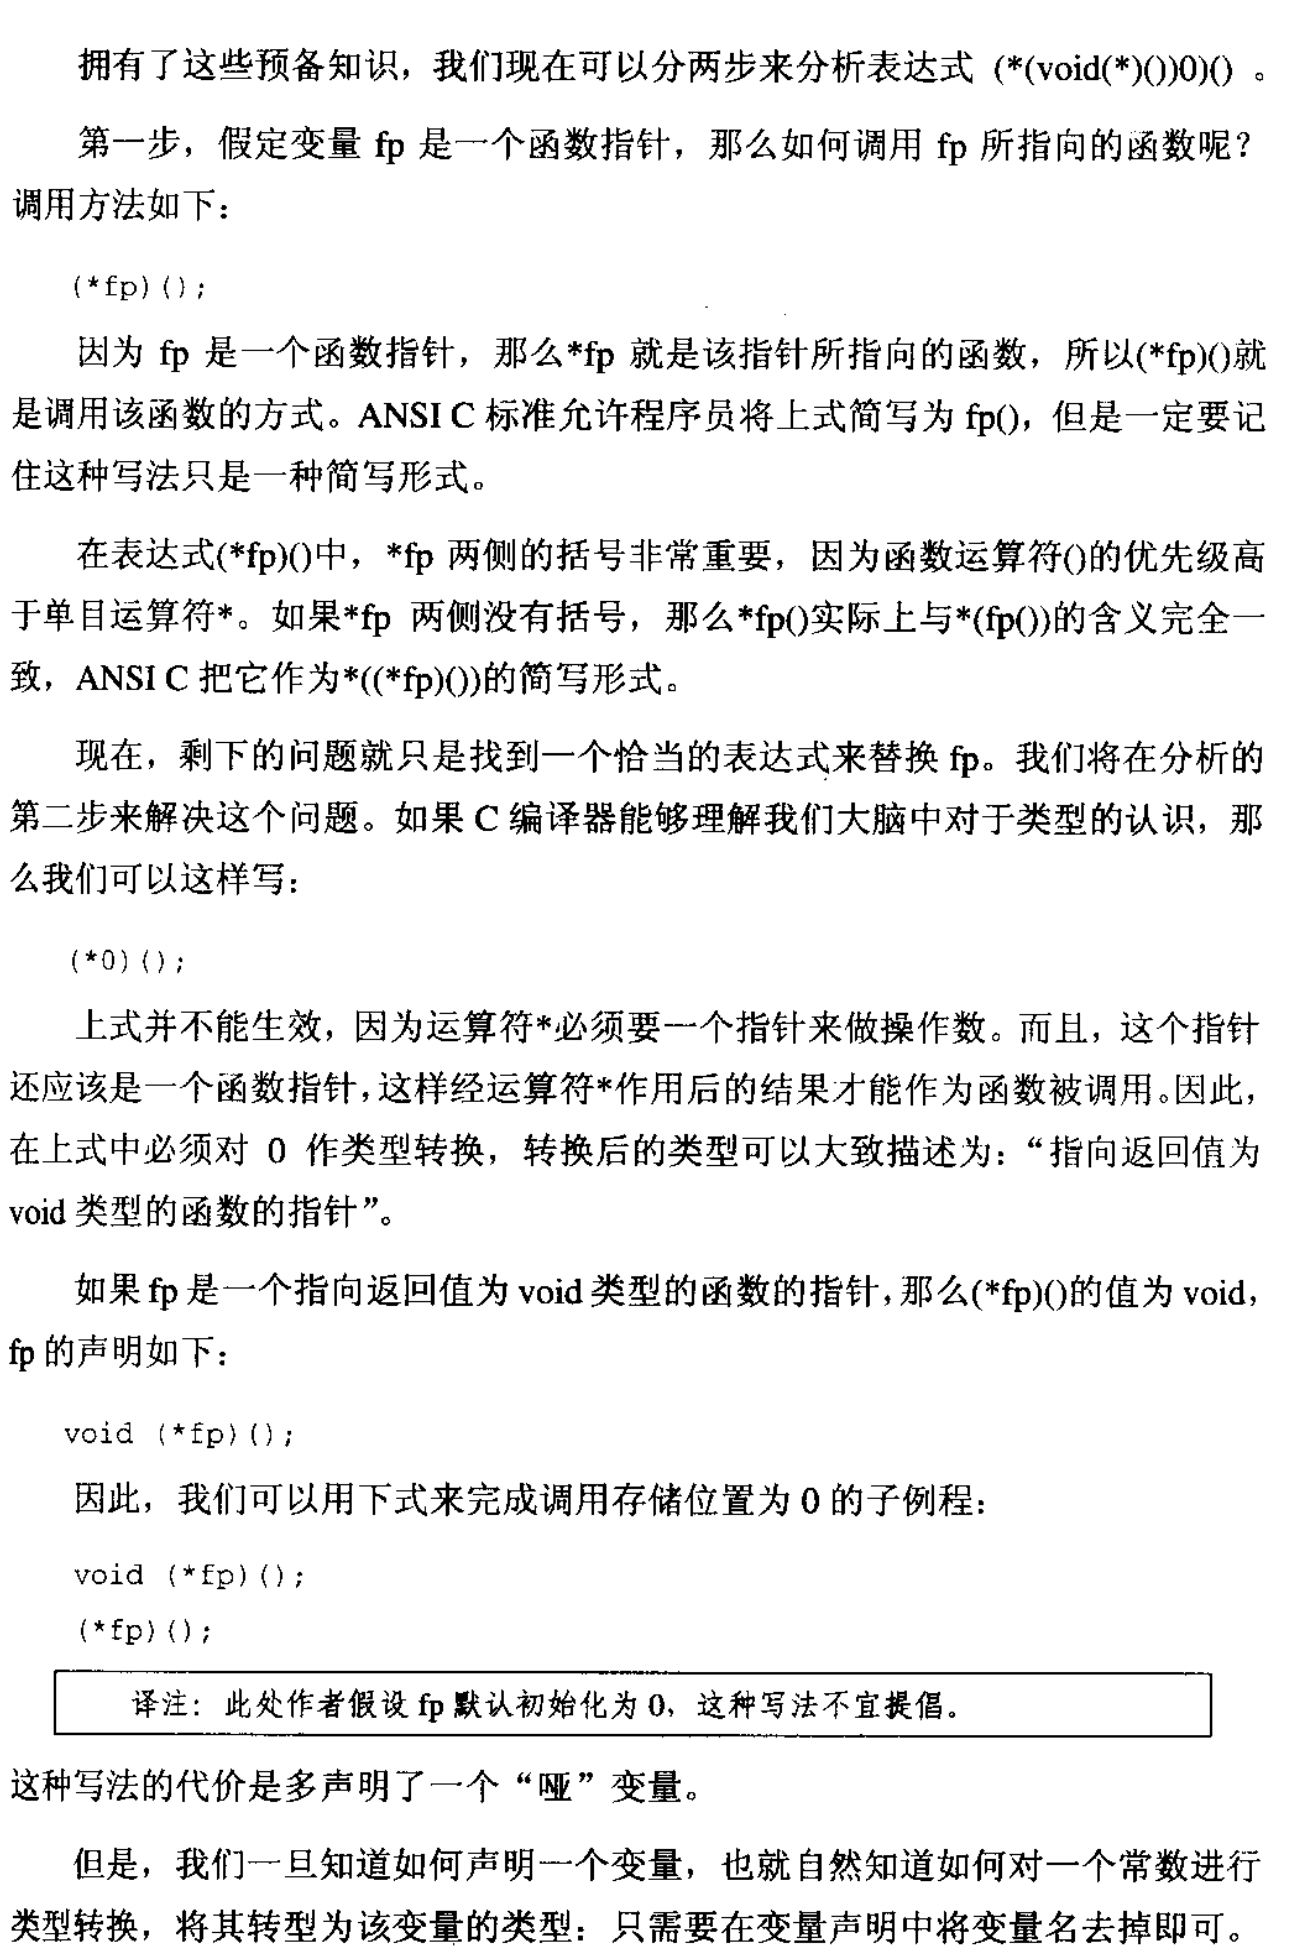 拥有了这些预备知识，我们现在可以分两步来分析表达式 (*(void(*)())0)() 。
第一步，假定变量 fp 是一个函数指针，那么如何调用 fp 所指向的函数呢？
调用方法如下：
(*fp)();
因为 fp 是一个函数指针，那么*fp 就是该指针所指向的函数，所以(*fp)()就
是调用该函数的方式。ANSI C 标准允许程序员将上式简写为 fp()，但是一定要记
住这种写法只是一种简写形式。
在表达式(*fp)()中，*fp 两侧的括号非常重要，因为函数运算符()的优先级高
于单目运算符*。如果*fp 两侧没有括号，那么*fp()实际上与*(fp())的含义完全一
致，ANSI C 把它作为*((*fp)())的简写形式。
现在，剩下的问题就只是找到一个恰当的表达式来替换 fp。我们将在分析的
第二步来解决这个问题。如果 C 编译器能够理解我们大脑中对于类型的认识，那
么我们可以这样写：
(*0)();
上式并不能生效，因为运算符*必须要一个指针来做操作数。而且，这个指针
还应该是一个函数指针，这样经运算符*作用后的结果才能作为函数被调用。因此，
在上式中必须对 0 作类型转换，转换后的类型可以大致描述为：“指向返回值为
void 类型的函数的指针”。
如果 fp 是一个指向返回值为 void 类型的函数的指针，那么(*fp)()的值为 void，
fp 的声明如下：
void (*fp)();
因此，我们可以用下式来完成调用存储位置为 0 的子例程：
void (*fp)();
(*fp)();
译注：此处作者假设 fp 默认初始化为 0，这种写法不宜提倡。
这种写法的代价是多声明了一个“哑”变量。
但是，我们一旦知道如何声明一个变量，也就自然知道如何对一个常数进行
类型转换，将其转型为该变量的类型：只需要在变量声明中将变量名去掉即可。